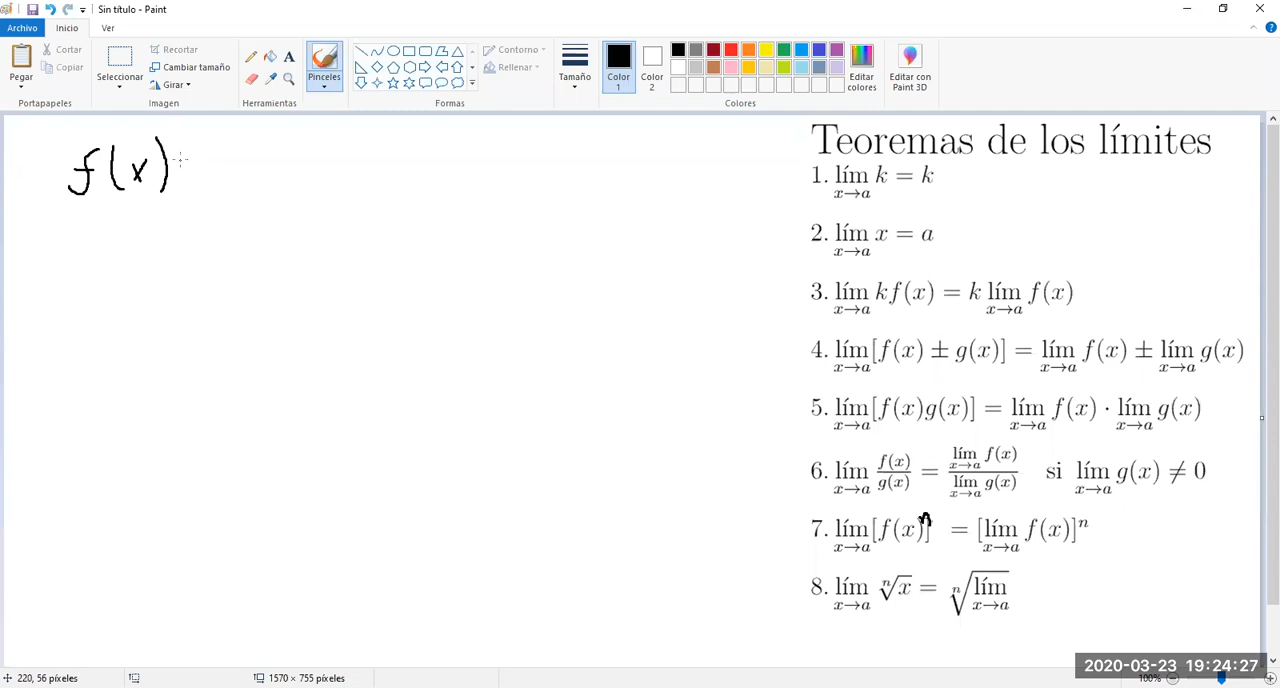 Sin título - Paint
Archivo Inicio Ver
Pegar
Cortar
Copiar
Portapapeles
Seleccionar
Recortar
Cambiar tamaño
Girar
Imagen
Herramientas
Pinceles
Contorno
Rellenar
Formas
Tamaño
Color 1
Color 2
Editar colores
Editar con Paint 3D
Colores
f(x)
Teoremas de los límites
1. lím x→a k = k
2. lím x→a x = a
3. lím x→a kf(x) = k lím x→a f(x)
4. lím x→a [f(x) ± g(x)] = lím x→a f(x) ± lím x→a g(x)
5. lím x→a [f(x)g(x)] = lím x→a f(x) · lím x→a g(x)
6. lím x→a f(x)/g(x) = lím x→a f(x) / lím x→a g(x) si lím x→a g(x) ≠ 0
7. lím x→a [f(x)]ⁿ = [lím x→a f(x)]ⁿ
8. lím x→a ⁿ√x = ⁿ√lím x→a
220, 56 píxeles
1570 × 755 píxeles
100%
2020-03-23 19:24:27